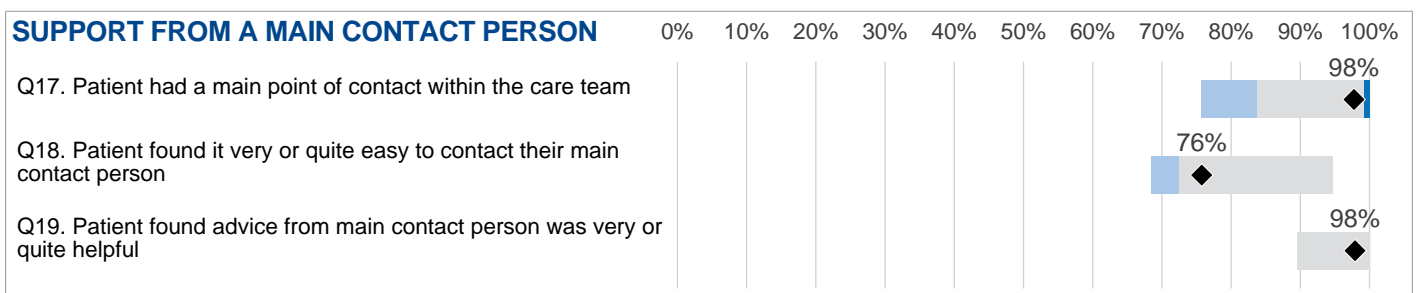 SUPPORT FROM A MAIN CONTACT PERSON 0% 10% 20% 30% 40% 50% 60% 70% 80% 90% 100%
98%
Q17. Patient had a main point of contact within the care team
76%
Q18. Patient found it very or quite easy to contact their main
contact person
98%
Q19. Patient found advice from main contact person was very or
quite helpful